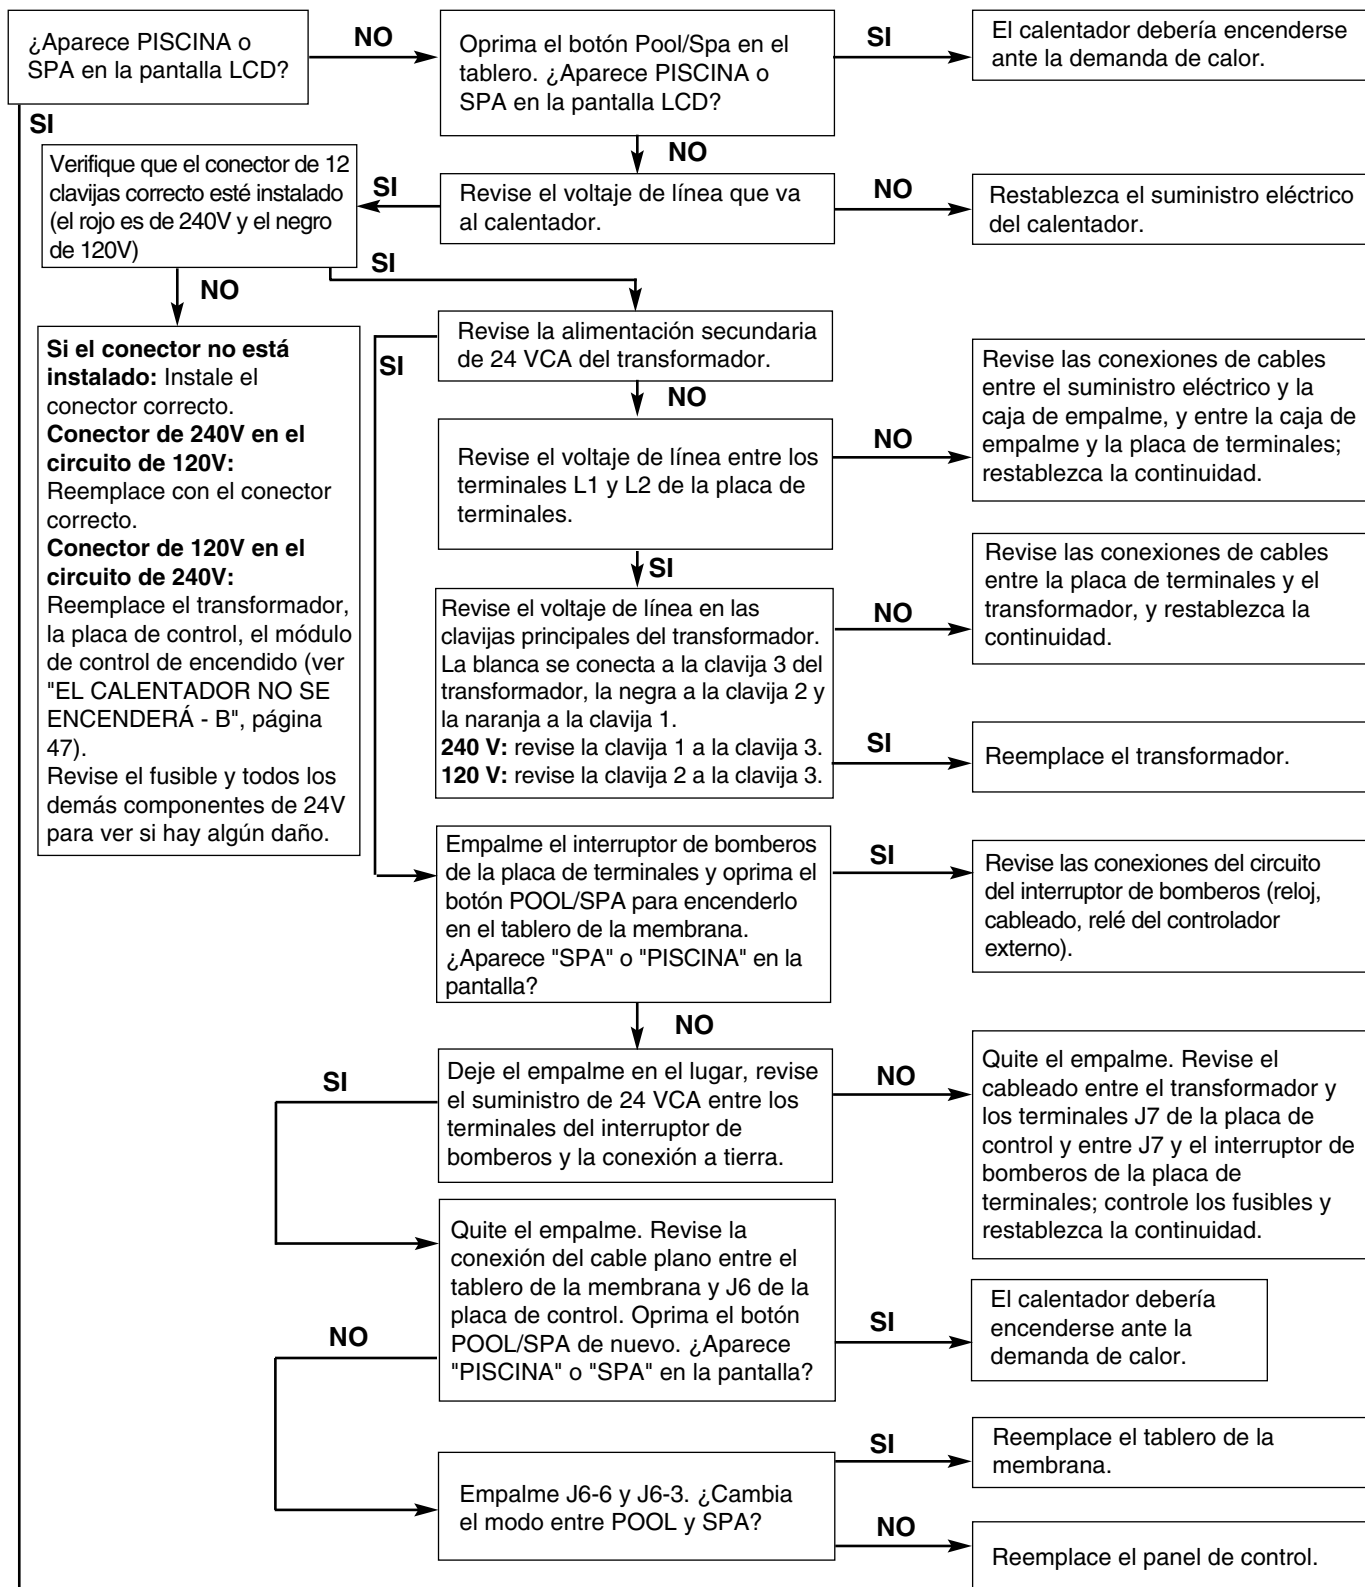 ¿Aparece PISCINA o
SPA en la pantalla LCD?
NO
Oprima el botón Pool/Spa en el
tablero. ¿Aparece PISCINA o
SPA en la pantalla LCD?
SI
El calentador debería encenderse
ante la demanda de calor.
SI
NO
Verifique que el conector de 12
clavijas correcto esté instalado
(el rojo es de 240V y el negro
de 120V)
SI
Revise el voltaje de línea que va
al calentador.
NO
Restablezca el suministro eléctrico
del calentador.
SI
NO
Si el conector no está
instalado: Instale el
conector correcto.
Conector de 240V en el
circuito de 120V:
Reemplace con el conector
correcto.
Conector de 120V en el
circuito de 240V:
Reemplace el transformador,
la placa de control, el módulo
de control de encendido (ver
"EL CALENTADOR NO SE
ENCENDERÁ - B", página
47).
Revise el fusible y todos los
demás componentes de 24V
para ver si hay algún daño.
SI
Revise la alimentación secundaria
de 24 VCA del transformador.
NO
Revise el voltaje de línea entre los
terminales L1 y L2 de la placa de
terminales.
NO
Revise las conexiones de cables
entre el suministro eléctrico y la
caja de empalme, y entre la caja de
empalme y la placa de terminales;
restablezca la continuidad.
SI
Revise el voltaje de línea en las
clavijas principales del transformador.
La blanca se conecta a la clavija 3 del
transformador, la negra a la clavija 2 y
la naranja a la clavija 1.
240 V: revise la clavija 1 a la clavija 3.
120 V: revise la clavija 2 a la clavija 3.
NO
Revise las conexiones de cables
entre la placa de terminales y el
transformador, y restablezca la
continuidad.
SI
Reemplace el transformador.
Empalme el interruptor de bomberos
de la placa de terminales y oprima el
botón POOL/SPA para encenderlo
en el tablero de la membrana.
¿Aparece "SPA" o "PISCINA" en la
pantalla?
SI
Revise las conexiones del circuito
del interruptor de bomberos (reloj,
cableado, relé del controlador
externo).
NO
SI
Deje el empalme en el lugar, revise
el suministro de 24 VCA entre los
terminales del interruptor de
bomberos y la conexión a tierra.
NO
Quite el empalme. Revise el
cableado entre el transformador y
los terminales J7 de la placa de
control y entre J7 y el interruptor de
bomberos de la placa de
terminales; controle los fusibles y
restablezca la continuidad.
Quite el empalme. Revise la
conexión del cable plano entre el
tablero de la membrana y J6 de la
placa de control. Oprima el botón
POOL/SPA de nuevo. ¿Aparece
"PISCINA" o "SPA" en la pantalla?
SI
El calentador debería
encenderse ante la
demanda de calor.
NO
Empalme J6-6 y J6-3. ¿Cambia
el modo entre POOL y SPA?
SI
Reemplace el tablero de la
membrana.
NO
Reemplace el panel de control.